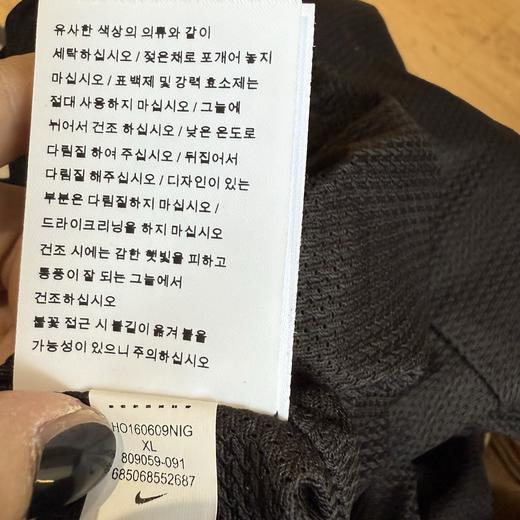 유사한 색상의 의류와 같이
세탁하십시오 / 젖은채로 포개어 놓지
마십시오 / 표백제 및 강력 효소제는
절대 사용하지 마십시오 / 그늘에
뉘어서 건조 하십시오 / 낮은 온도로
다림질 하여 주십시오 / 뒤집어서
다림질 해주십시오 / 디자인이 있는
부분은 다림질하지 마십시오 /
드라이크리닝을 하지 마십시오
건조 시에는 강한 햇빛을 피하고
통풍이 잘 되는 그늘에서
건조하십시오
불꽃 접근 시 불길이 옮겨 붙을
가능성이 있으니 주의하십시오
HO160609NIG
XL
809059-091
685068552687